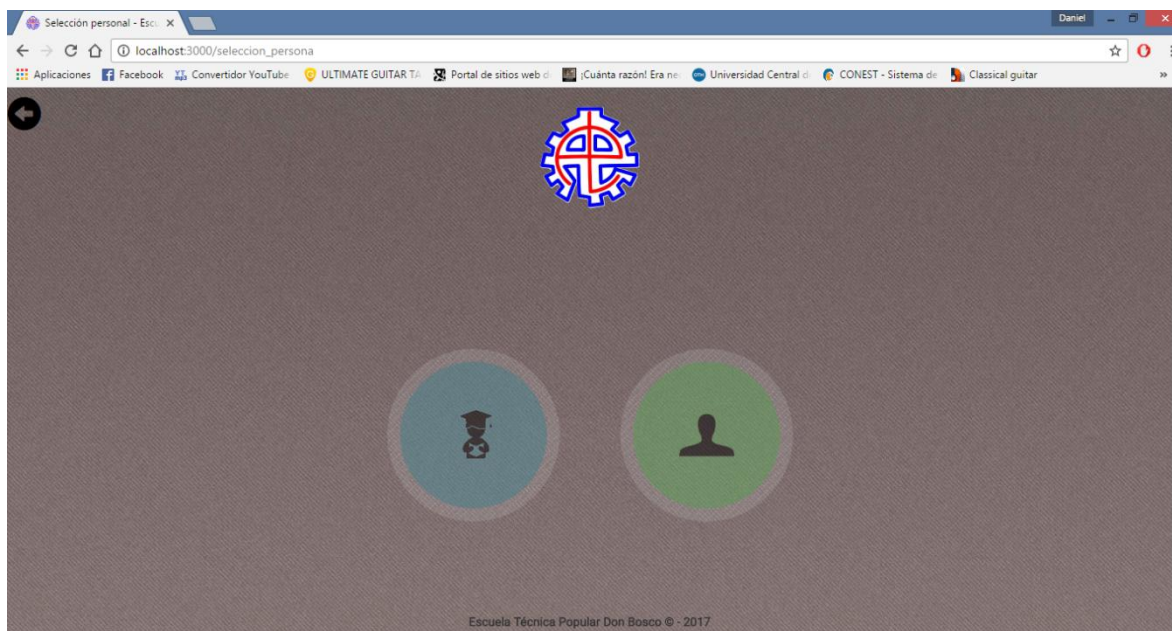 Selección personal - Escu
Daniel
localhost:3000/seleccion_persona
Aplicaciones Facebook Convertidor YouTube ULTIMATE GUITAR TA Portal de sitios web d ¡Cuánta razón! Era ne Universidad Central d CONEST - Sistema de Classical guitar »
Escuela Técnica Popular Don Bosco © - 2017